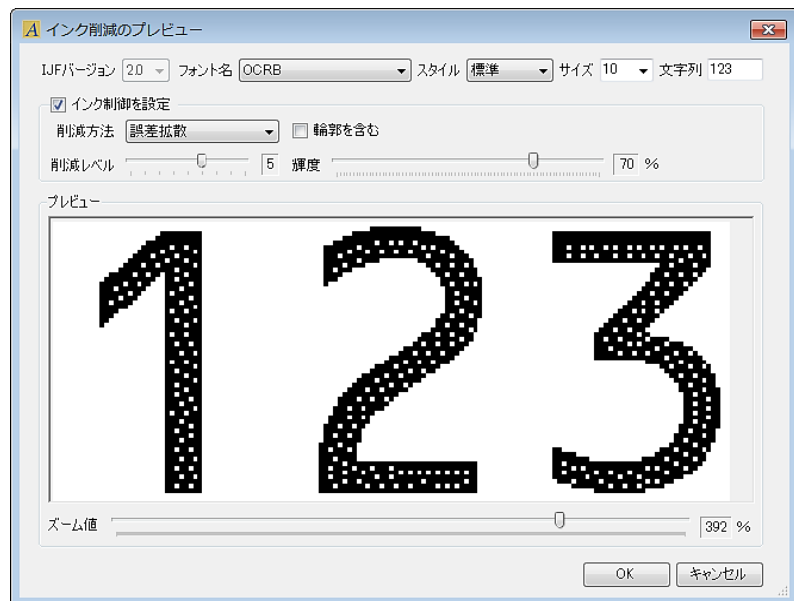 A インク削減のプレビュー
IJFバージョン 2.0 フォント名 OCRB スタイル 標準 サイズ 10 文字列 123
インク制御を設定
削減方法 誤差拡散 輪郭を含む
削減レベル 5 輝度 70 %
プレビュー
123
ズーム値 392 %
OK キャンセル